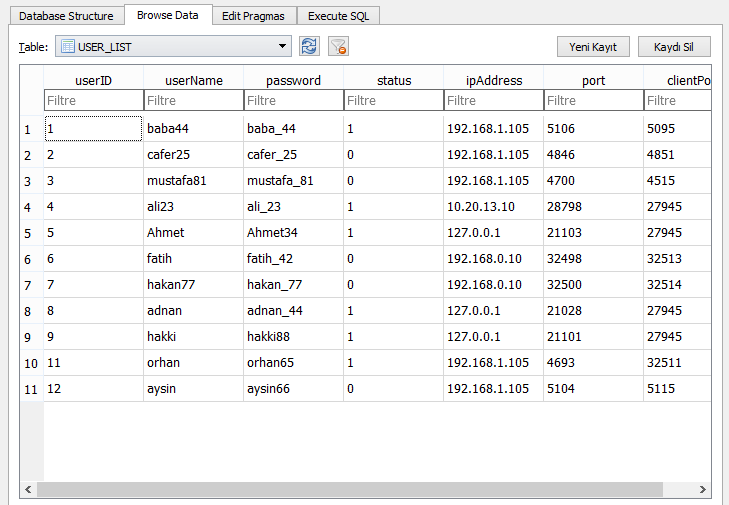 Database Structure Browse Data Edit Pragmas Execute SQL
Table: USER_LIST Yeni Kayıt Kaydı Sil
userID userName password status ipAddress port clientPo
Filtre Filtre Filtre Filtre Filtre Filtre Filtre
1 1 baba44 baba_44 1 192.168.1.105 5106 5095
2 2 cafer25 cafer_25 0 192.168.1.105 4846 4851
3 3 mustafa81 mustafa_81 0 192.168.1.105 4700 4515
4 4 ali23 ali_23 1 10.20.13.10 28798 27945
5 5 Ahmet Ahmet34 1 127.0.0.1 21103 27945
6 6 fatih fatih_42 0 192.168.0.10 32498 32513
7 7 hakan77 hakan_77 0 192.168.0.10 32500 32514
8 8 adnan adnan_44 1 127.0.0.1 21028 27945
9 9 hakki hakki88 1 127.0.0.1 21101 27945
10 11 orhan orhan65 1 192.168.1.105 4693 32511
11 12 aysin aysin66 0 192.168.1.105 5104 5115